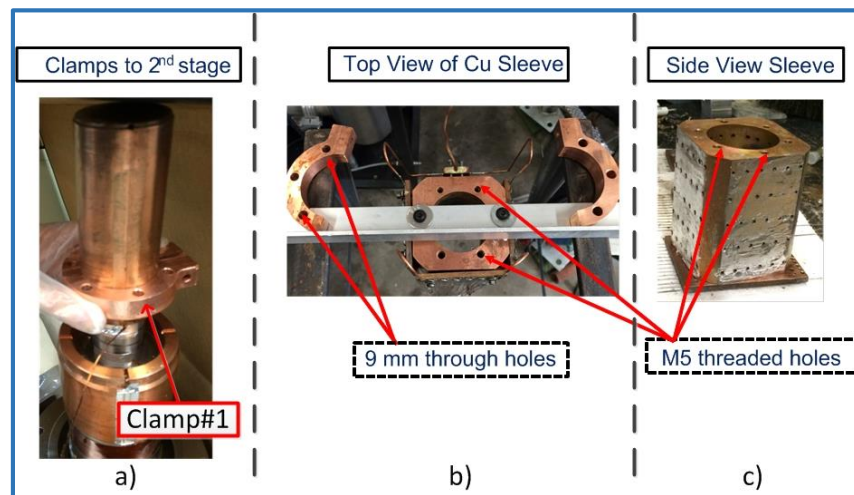 Clamps to 2nd stage
Top View of Cu Sleeve
Side View Sleeve
Clamp#1
9 mm through holes
M5 threaded holes
a)
b)
c)